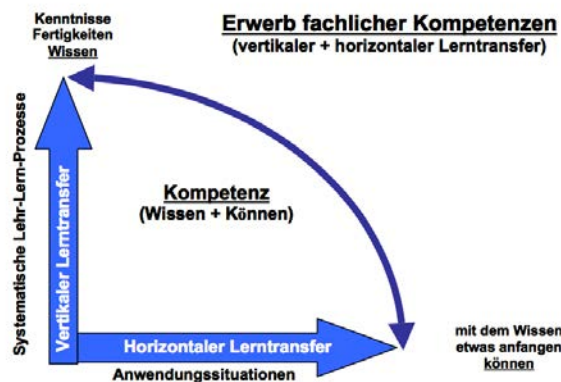 Kenntnisse
Fertigkeiten
Wissen
Erwerb fachlicher Kompetenzen
(vertikaler + horizontaler Lerntransfer)
Systematische Lehr-Lern-Prozesse
Vertikaler Lerntransfer
Kompetenz
(Wissen + Können)
Horizontaler Lerntransfer
Anwendungssituationen
mit dem Wissen
etwas anfangen
können